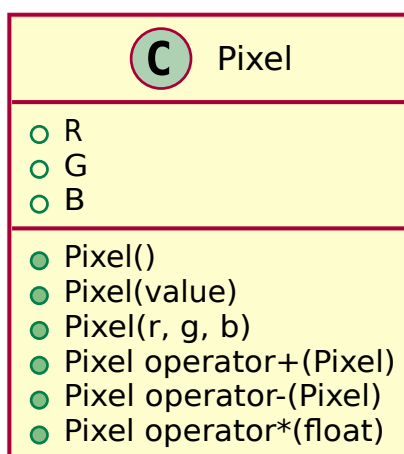 C Pixel
R
G
B
Pixel()
Pixel(value)
Pixel(r, g, b)
Pixel operator+(Pixel)
Pixel operator-(Pixel)
Pixel operator*(float)